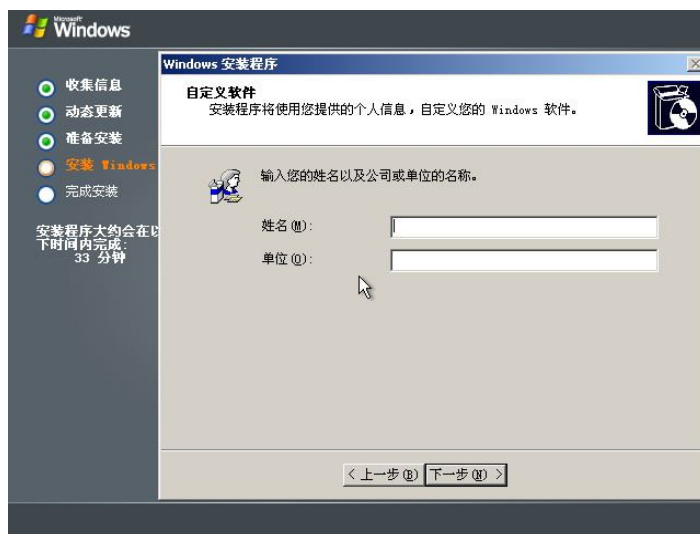 Microsoft
Windows
Windows 安装程序
收集信息
动态更新
准备安装
安装 Windows
完成安装
安装程序大约会在以
下时间内完成:
33 分钟
自定义软件
安装程序将使用您提供的个人信息，自定义您的 Windows 软件。
输入您的姓名以及公司或单位的名称。
姓名(M):
单位(O):
< 上一步(B)
下一步(N) >